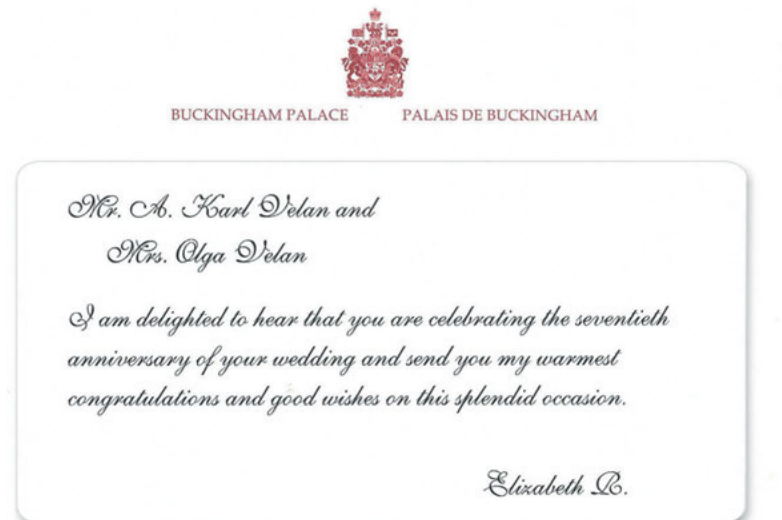 BUCKINGHAM PALACE PALAIS DE BUCKINGHAM
Mr. A. Karl Velan and
Mrs. Olga Velan
I am delighted to hear that you are celebrating the seventieth
anniversary of your wedding and send you my warmest
congratulations and good wishes on this splendid occasion.
Elizabeth R.